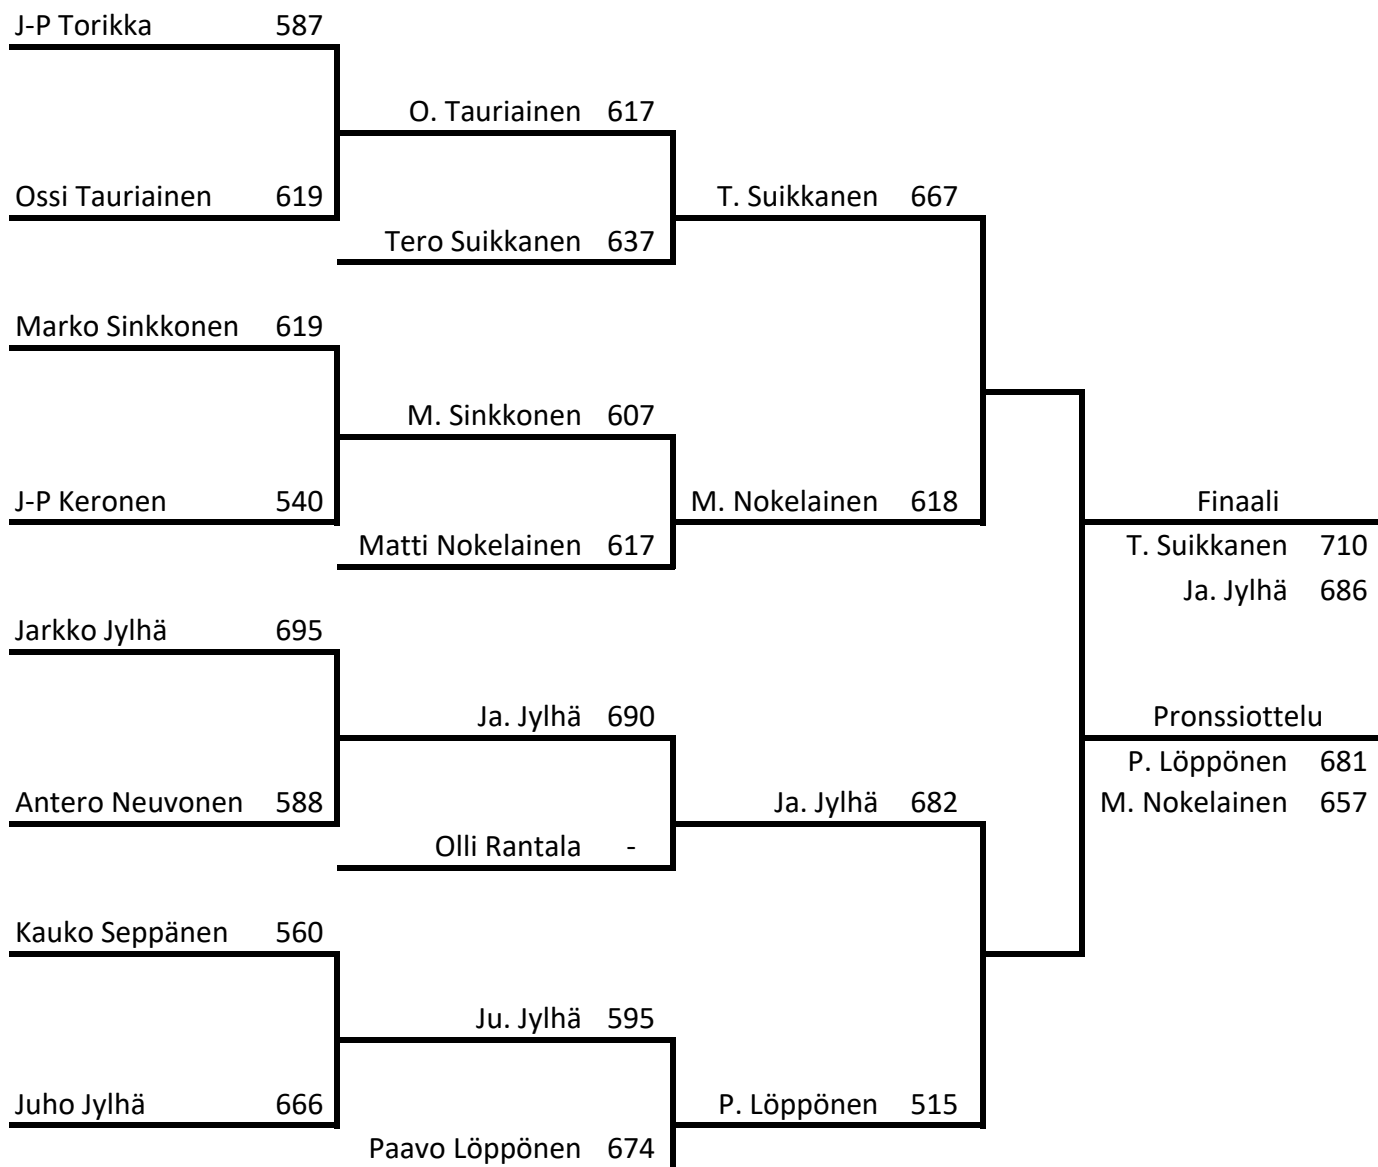 J-P Torikka 587
O. Tauriainen 617
Ossi Tauriainen 619
T. Suikkanen 667
Tero Suikkanen 637
Marko Sinkkonen 619
M. Sinkkonen 607
J-P Keronen 540
M. Nokelainen 618
Finaali
Matti Nokelainen 617
T. Suikkanen 710
Ja. Jylhä 686
Jarkko Jylhä 695
Ja. Jylhä 690
Pronssiottelu
P. Löppönen 681
Antero Neuvonen 588
Ja. Jylhä 682
M. Nokelainen 657
Olli Rantala -
Kauko Seppänen 560
Ju. Jylhä 595
Juho Jylhä 666
P. Löppönen 515
Paavo Löppönen 674